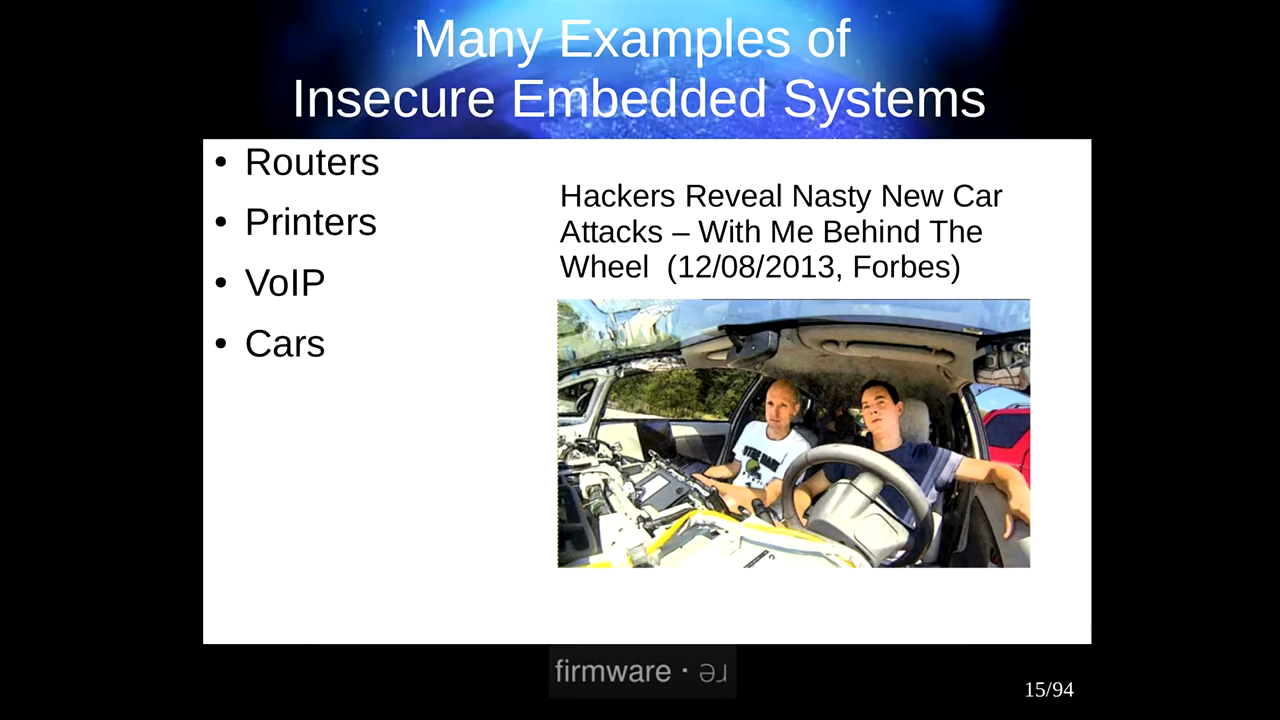 Many Examples of
Insecure Embedded Systems
• Routers
• Printers
• VoIP
• Cars
Hackers Reveal Nasty New Car
Attacks – With Me Behind The
Wheel (12/08/2013, Forbes)
firmware · ǝɹ
15/94